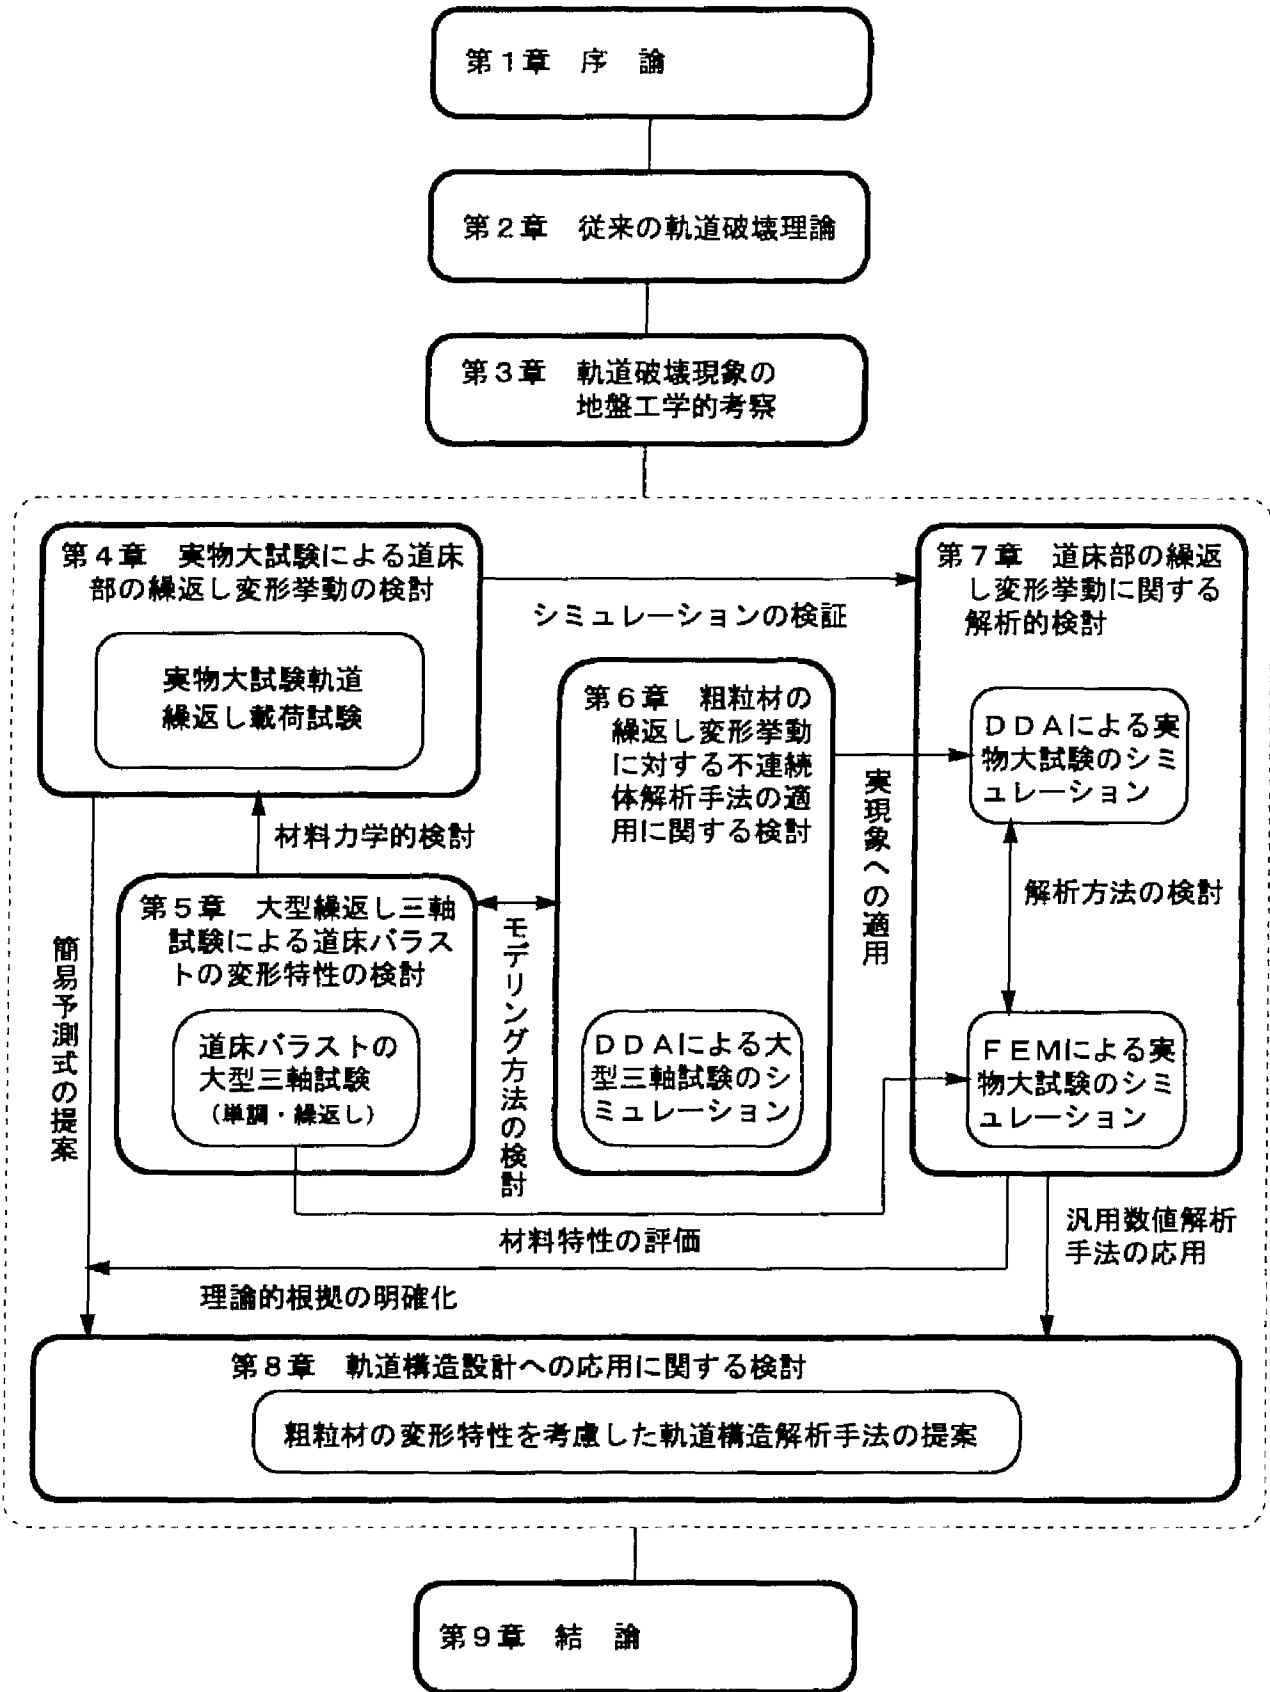 第1章 序 論
第2章 従来の軌道破壊理論
第3章 軌道破壊現象の
地盤工学的考察
第4章 実物大試験による道床
部の繰返し変形挙動の検討
実物大試験軌道
繰返し載荷試験
シミュレーションの検証
第7章 道床部の繰返
し変形挙動に関する
解析的検討
第6章 粗粒材の
繰返し変形挙動
に対する不連続
体解析手法の適
用に関する検討
DDAによる大
型三軸試験のシ
ミュレーション
実現象への適用
DDAによる実
物大試験のシミ
ュレーション
解析方法の検討
FEMによる実
物大試験のシミ
ュレーション
材料力学的検討
第5章 大型繰返し三軸
試験による道床バラス
トの変形特性の検討
道床バラストの
大型三軸試験
(単調・繰返し)
モデリング方法の検討
簡易予測式の提案
材料特性の評価
理論的根拠の明確化
汎用数値解析
手法の応用
第8章 軌道構造設計への応用に関する検討
粗粒材の変形特性を考慮した軌道構造解析手法の提案
第9章 結 論